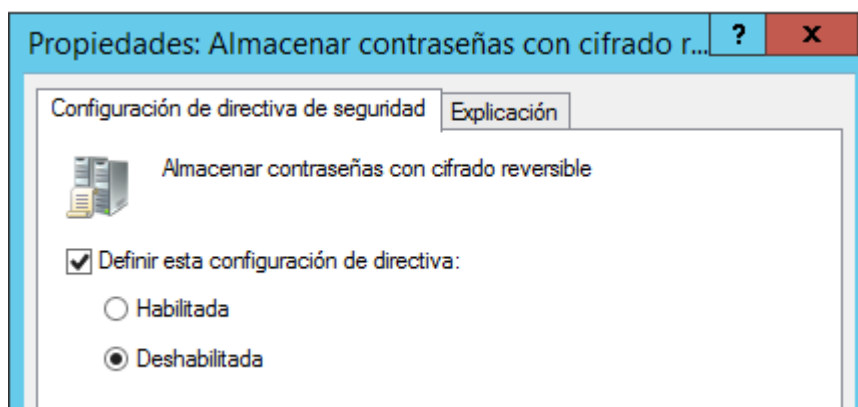 Propiedades: Almacenar contraseñas con cifrado r...
?
x
Configuración de directiva de seguridad
Explicación
Almacenar contraseñas con cifrado reversible
Definir esta configuración de directiva:
Habilitada
Deshabilitada